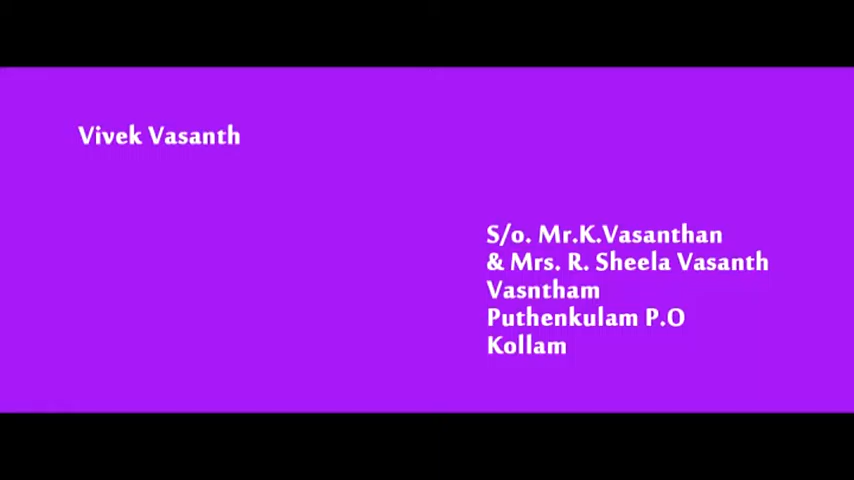 Vivek Vasanth
S/o. Mr.K.Vasanthan
& Mrs. R. Sheela Vasanth
Vasntham
Puthenkulam P.O
Kollam